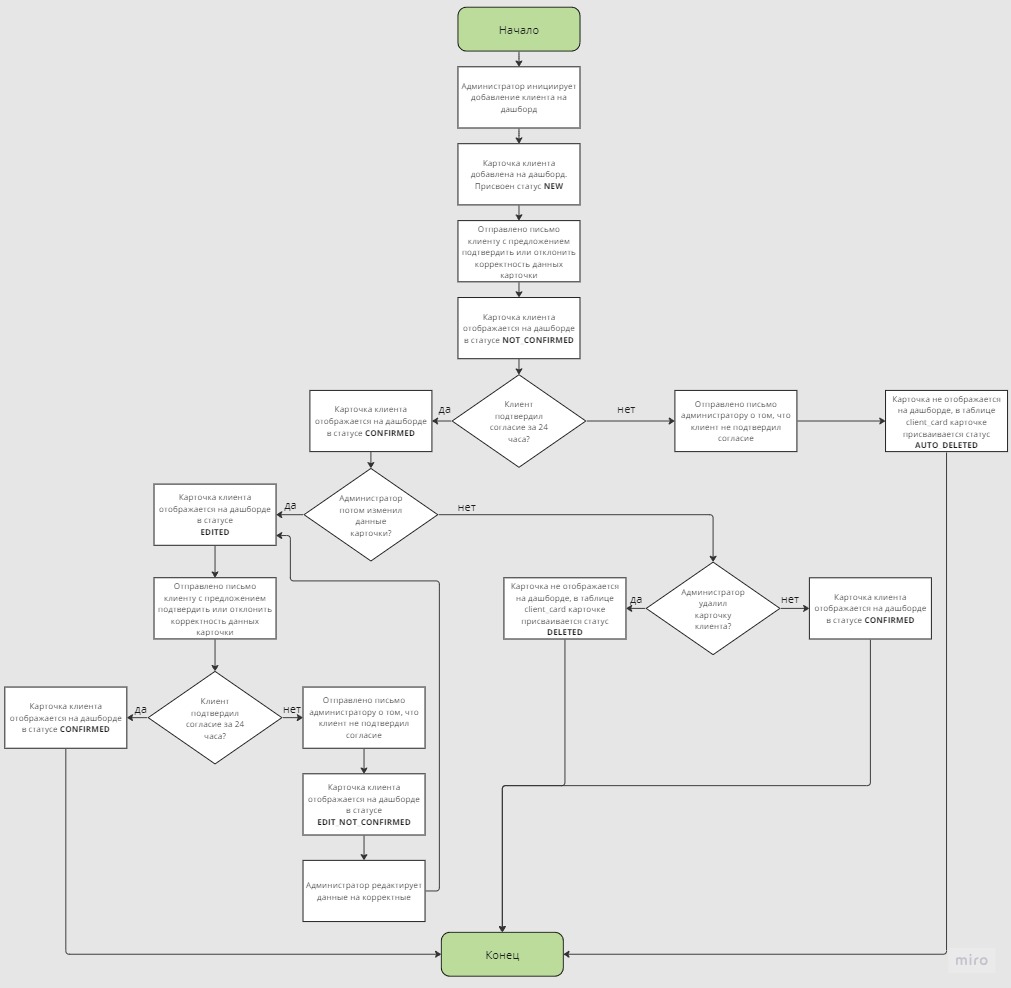 Начало
Администратор инициирует
добавление клиента на
дашборд
Карточка клиента
добавлена на дашборд.
Присвоен статус NEW
Отправлено письмо
клиенту с предложением
подтвердить или отклонить
корректность данных
карточки
Карточка клиента
отображается на дашборде
в статусе NOT_CONFIRMED
Клиент
подтвердил
согласие за 24
часа?
да
нет
Карточка клиента
отображается на дашборде
в статусе CONFIRMED
Отправлено письмо
администратору о том, что
клиент не подтвердил
согласие
Карточка не отображается
на дашборде, в таблице
client_card карточке
присваивается статус
AUTO_DELETED
Администратор
потом изменил
данные
карточки?
да
нет
Карточка клиента
отображается на дашборде
в статусе
EDITED
Отправлено письмо
клиенту с предложением
подтвердить или отклонить
корректность данных
карточки
Администратор
удалил
карточку
клиента?
да
нет
Карточка не отображается
на дашборде, в таблице
client_card карточке
присваивается статус
DELETED
Карточка клиента
отображается на дашборде
в статусе CONFIRMED
Клиент
подтвердил
согласие за 24
часа?
да
нет
Карточка клиента
отображается на дашборде
в статусе CONFIRMED
Отправлено письмо
администратору о том, что
клиент не подтвердил
согласие
Карточка клиента
отображается на дашборде
в статусе
EDIT_NOT_CONFIRMED
Администратор редактирует
данные на корректные
Конец
miro